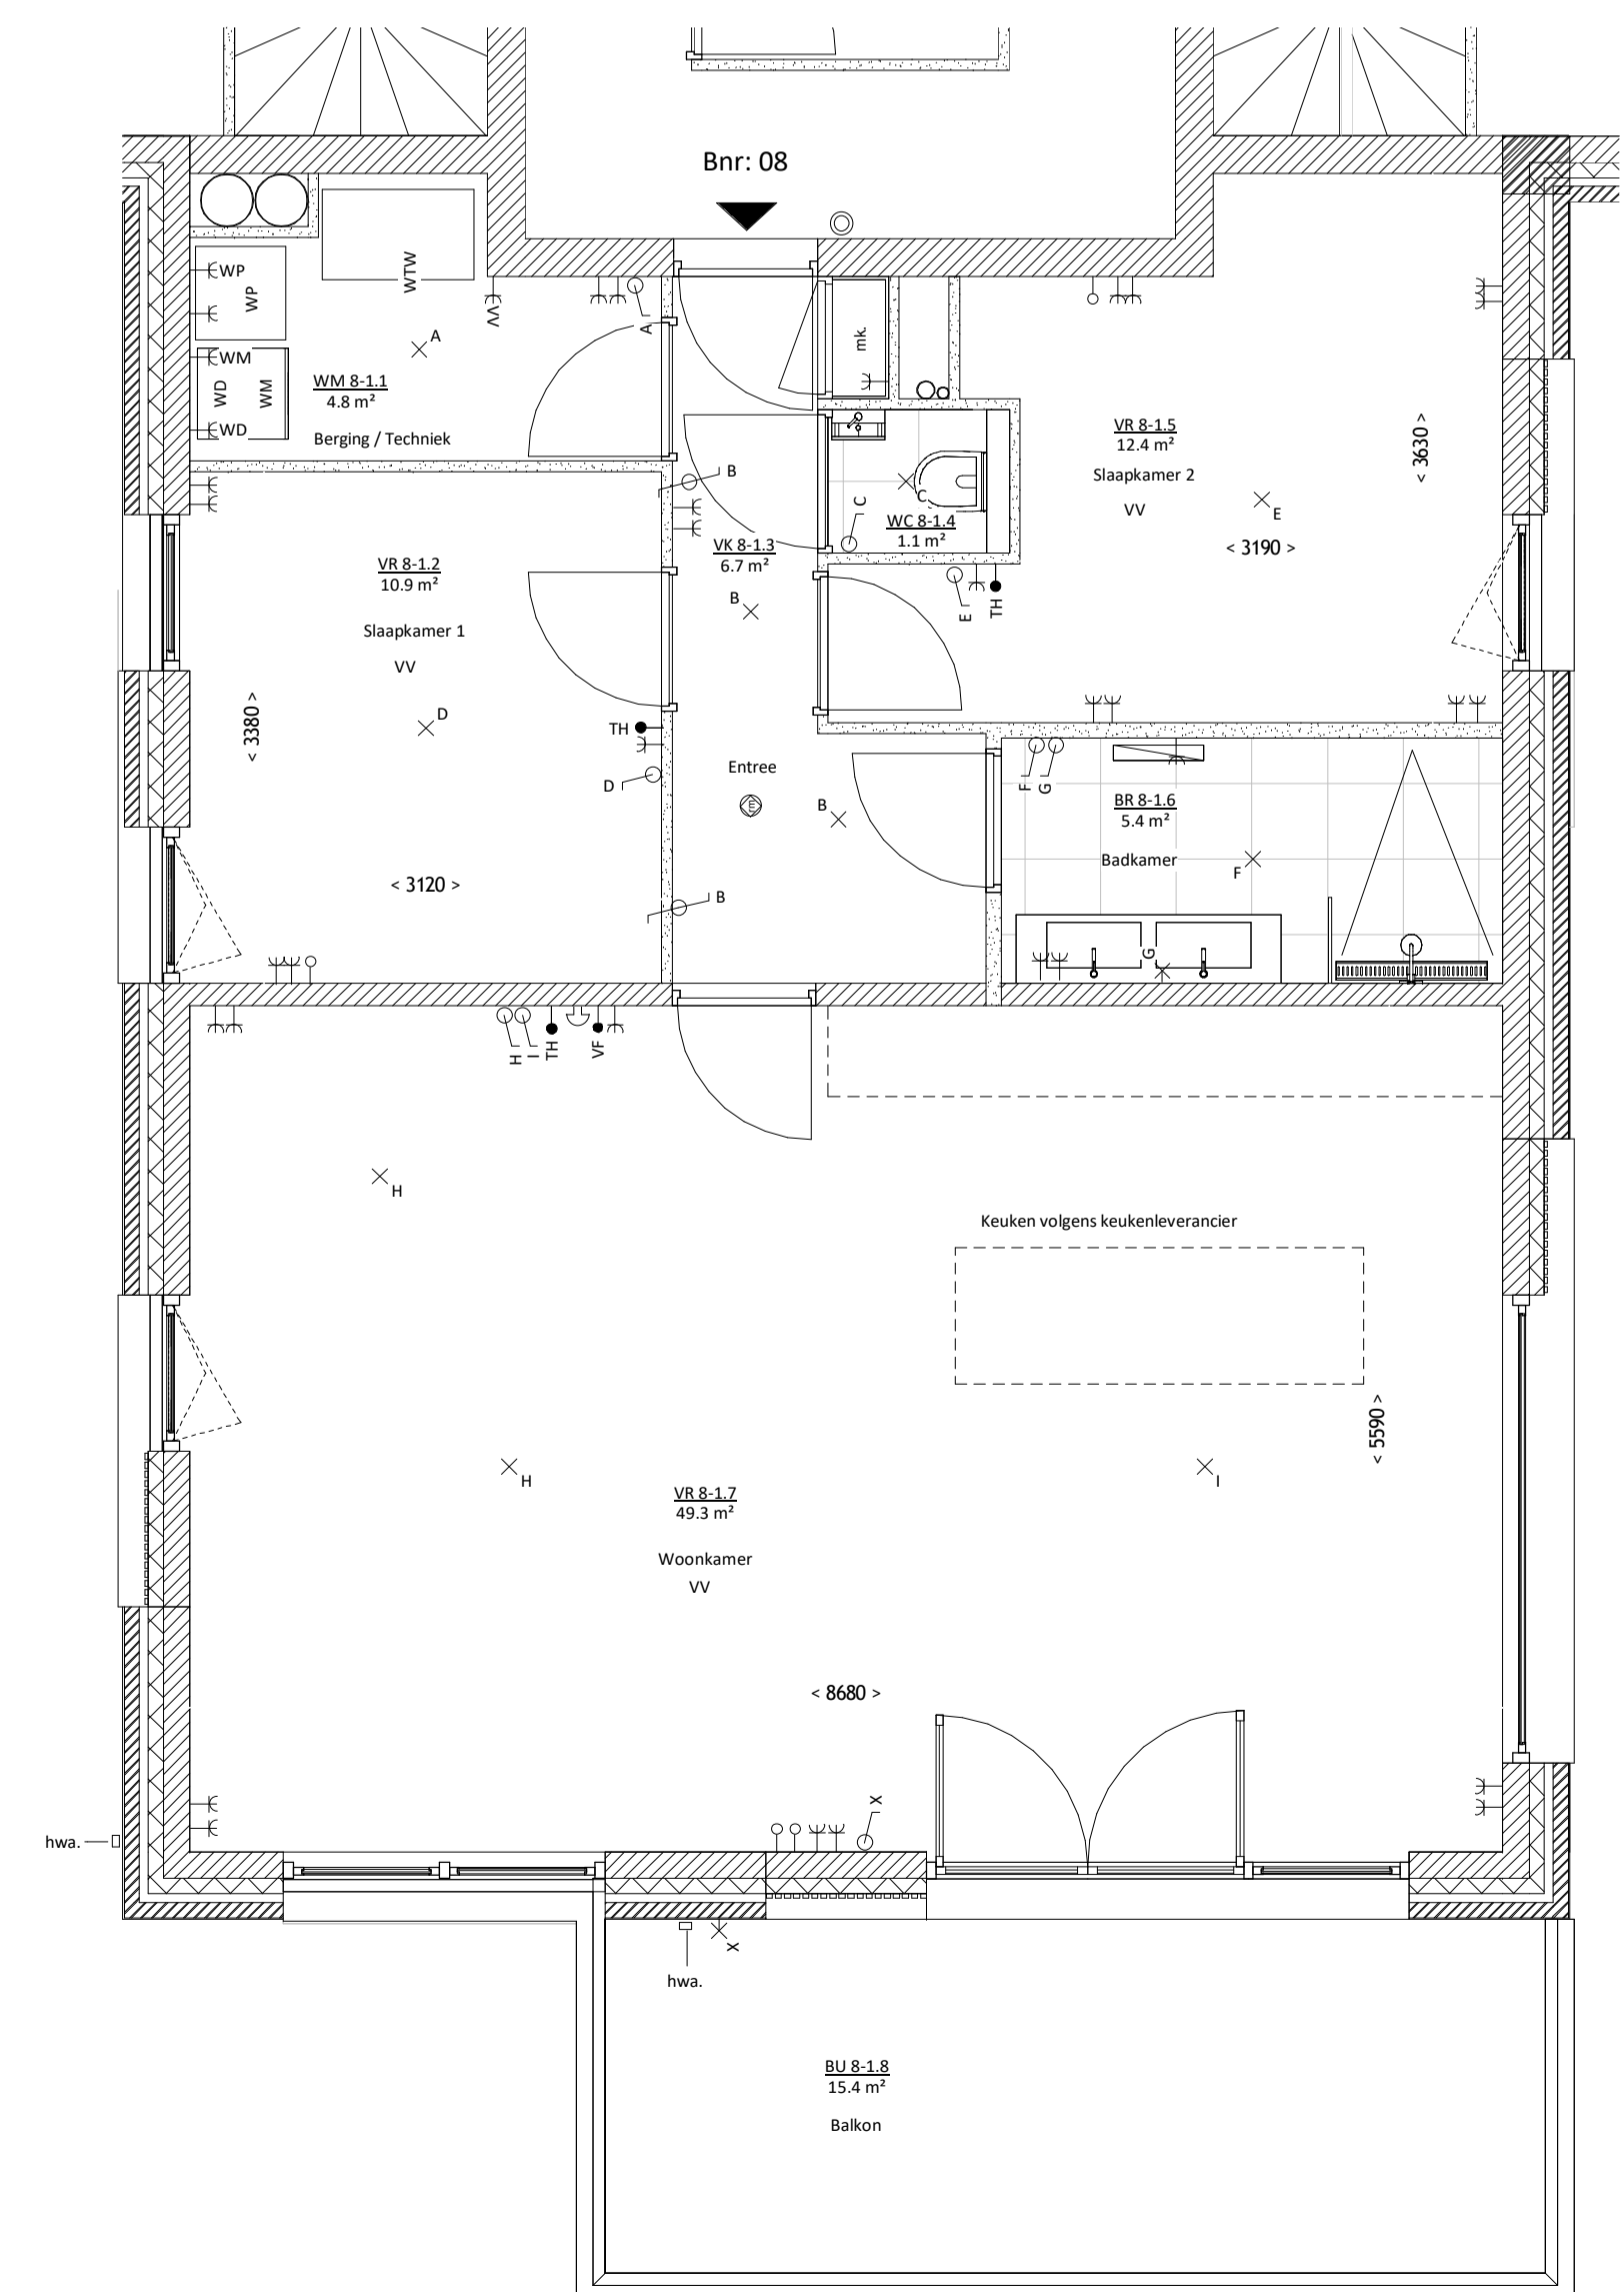 Bnr: 08
WP
WP
WTW
VV
A
A
mk.
WM
WD
WM
WD
WM 8-1.1
4.8 m²
Berging / Techniek
B
C
C
WC 8-1.4
1.1 m²
VR 8-1.5
12.4 m²
Slaapkamer 2
VV
E
< 3630 >
< 3190 >
VR 8-1.2
10.9 m²
Slaapkamer 1
VV
VK 8-1.3
6.7 m²
B
E
TH
< 3380 >
D
TH
D
Entree
m
B
F
G
BR 8-1.6
5.4 m²
Badkamer
F
< 3120 >
B
G
H
I
TH
VF
H
Keuken volgens keukenleverancier
< 5590 >
H
I
VR 8-1.7
49.3 m²
Woonkamer
VV
< 8680 >
X
hwa.
X
hwa.
BU 8-1.8
15.4 m²
Balkon